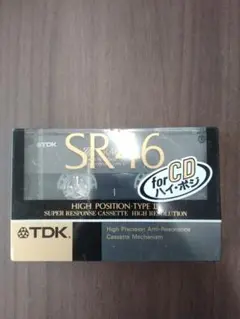 TDK
SR 46
for CD
ハイ・ポジ
HIGH POSITION·TYPE II
SUPER RESPONSE CASSETTE HIGH RESOLUTION
TDK
High Precision Anti-Resonance
Cassette Mechanism